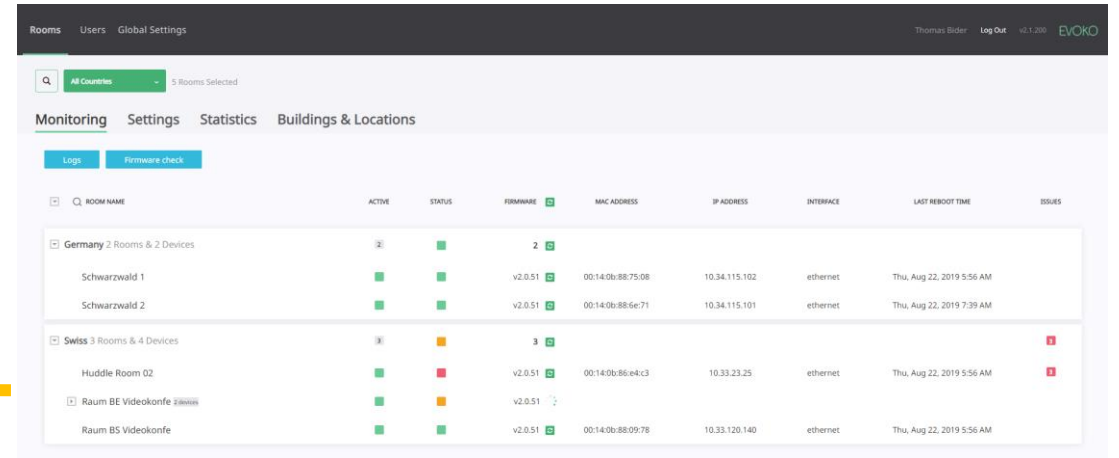 Rooms Users Global Settings Thomas Bider Log Out v2.1.200 EVOKO
All Countries 5 Rooms Selected
Monitoring Settings Statistics Buildings & Locations
Logs Firmware check
ROOM NAME ACTIVE STATUS FIRMWARE MAC ADDRESS IP ADDRESS INTERFACE LAST REBOOT TIME ISSUES
Germany 2 Rooms & 2 Devices 2 2
Schwarzwald 1 v2.0.51 00:14:0b:88:75:08 10.34.115.102 ethernet Thu, Aug 22, 2019 5:56 AM
Schwarzwald 2 v2.0.51 00:14:0b:88:6e:71 10.34.115.101 ethernet Thu, Aug 22, 2019 7:39 AM
Swiss 3 Rooms & 4 Devices 3 3
Huddle Room 02 v2.0.51 00:14:0b:86:e4:c3 10.33.23.25 ethernet Thu, Aug 22, 2019 5:56 AM
Raum BE Videokonfe 2 devices v2.0.51
Raum BS Videokonfe v2.0.51 00:14:0b:88:09:78 10.33.120.140 ethernet Thu, Aug 22, 2019 5:56 AM